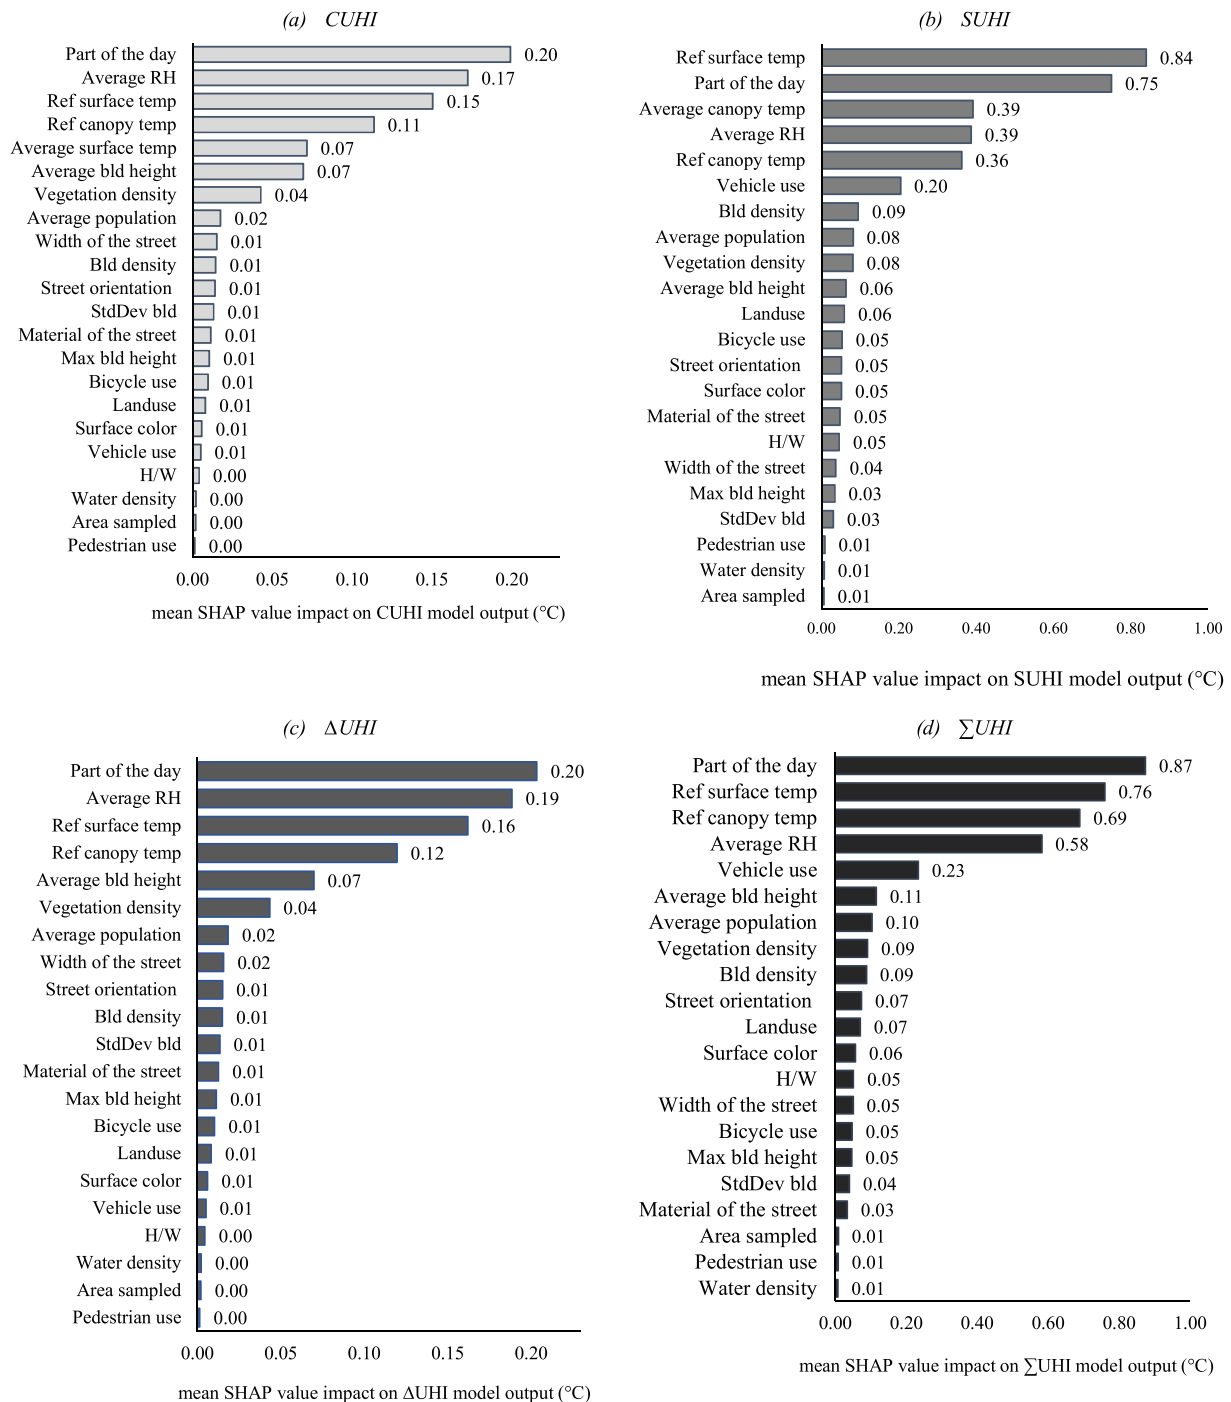 (a) CUHI
Part of the day 0.20
Average RH 0.17
Ref surface temp 0.15
Ref canopy temp 0.11
Average surface temp 0.07
Average bld height 0.07
Vegetation density 0.04
Average population 0.02
Width of the street 0.01
Bld density 0.01
Street orientation 0.01
StdDev bld 0.01
Material of the street 0.01
Max bld height 0.01
Bicycle use 0.01
Landuse 0.01
Surface color 0.01
Vehicle use 0.01
H/W 0.00
Water density 0.00
Area sampled 0.00
Pedestrian use 0.00
0.00 0.05 0.10 0.15 0.20
mean SHAP value impact on CUHI model output (°C)
(b) SUHI
Ref surface temp 0.84
Part of the day 0.75
Average canopy temp 0.39
Average RH 0.39
Ref canopy temp 0.36
Vehicle use 0.20
Bld density 0.09
Average population 0.08
Vegetation density 0.08
Average bld height 0.06
Landuse 0.06
Bicycle use 0.05
Street orientation 0.05
Surface color 0.05
Material of the street 0.05
H/W 0.05
Width of the street 0.04
Max bld height 0.03
StdDev bld 0.03
Pedestrian use 0.01
Water density 0.01
Area sampled 0.01
0.00 0.20 0.40 0.60 0.80 1.00
mean SHAP value impact on SUHI model output (°C)
(c) ΔUHI
Part of the day 0.20
Average RH 0.19
Ref surface temp 0.16
Ref canopy temp 0.12
Average bld height 0.07
Vegetation density 0.04
Average population 0.02
Width of the street 0.02
Street orientation 0.01
Bld density 0.01
StdDev bld 0.01
Material of the street 0.01
Max bld height 0.01
Bicycle use 0.01
Landuse 0.01
Surface color 0.01
Vehicle use 0.01
H/W 0.00
Water density 0.00
Area sampled 0.00
Pedestrian use 0.00
0.00 0.05 0.10 0.15 0.20
mean SHAP value impact on ΔUHI model output (°C)
(d) ∑UHI
Part of the day 0.87
Ref surface temp 0.76
Ref canopy temp 0.69
Average RH 0.58
Vehicle use 0.23
Average bld height 0.11
Average population 0.10
Vegetation density 0.09
Bld density 0.09
Street orientation 0.07
Landuse 0.07
Surface color 0.06
H/W 0.05
Width of the street 0.05
Bicycle use 0.05
Max bld height 0.05
StdDev bld 0.04
Material of the street 0.03
Area sampled 0.01
Pedestrian use 0.01
Water density 0.01
0.00 0.20 0.40 0.60 0.80 1.00
mean SHAP value impact on ∑UHI model output (°C)